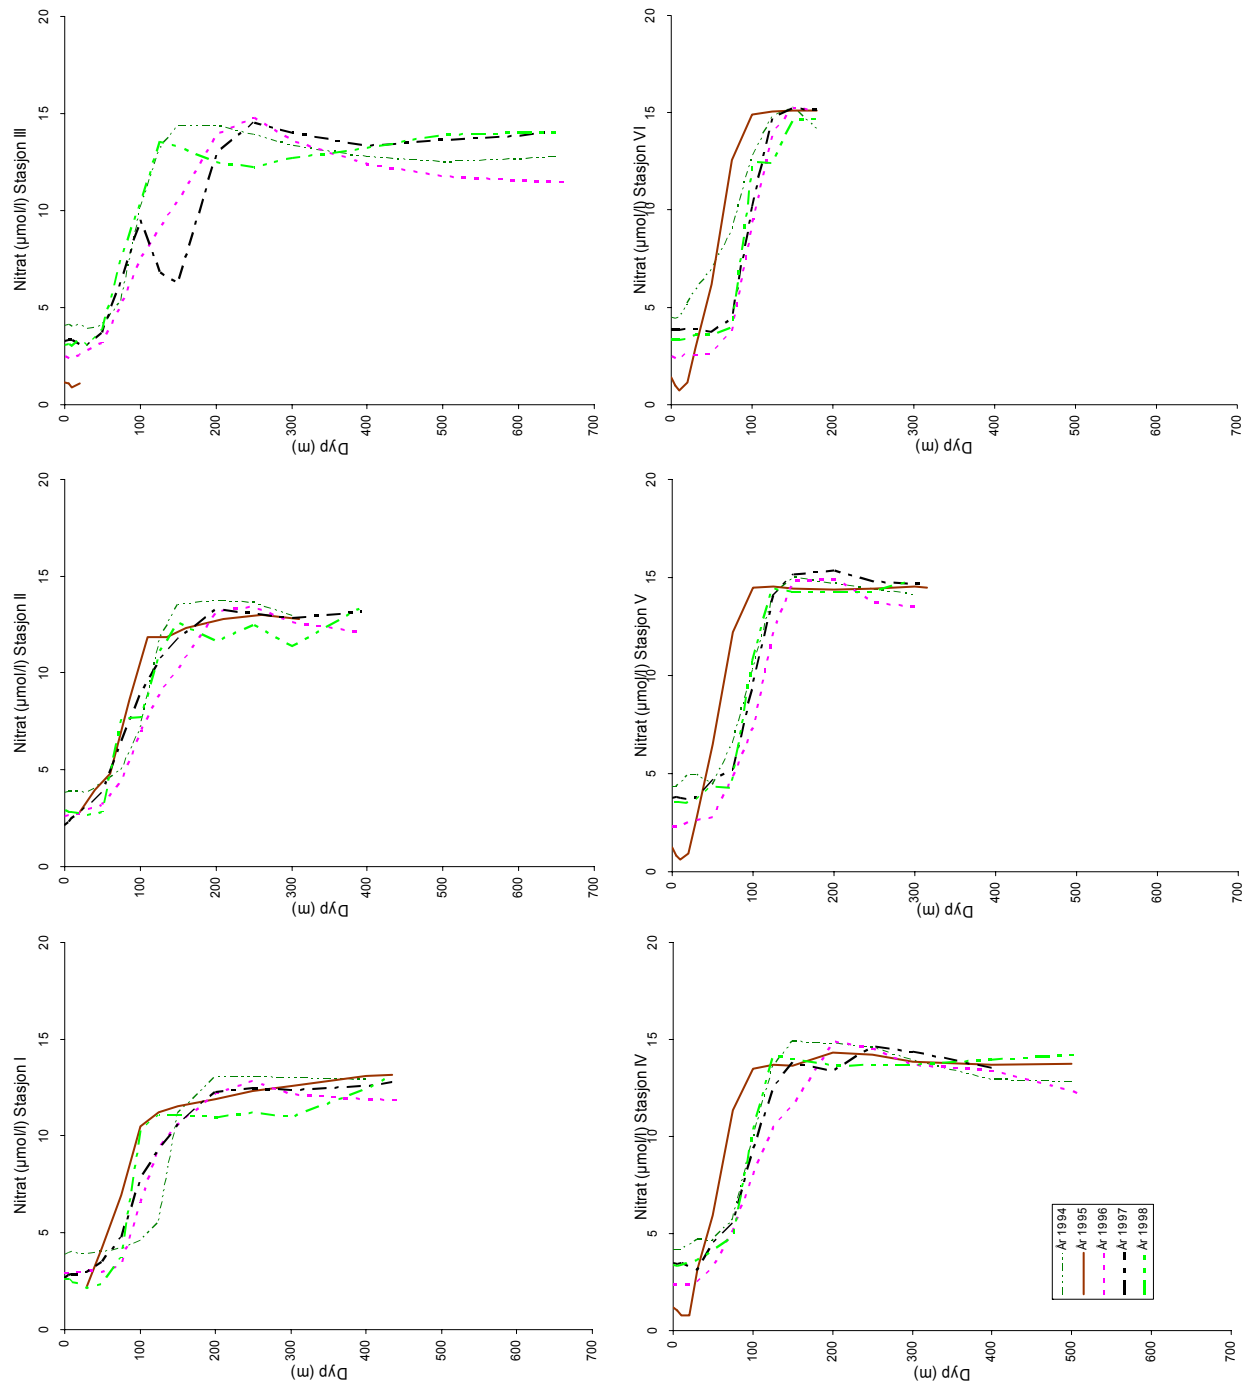 Nitrat (µmol/l) Stasjon I
0 5 10 15 20
0
100
200
300
400
500
600
700
Dyp (m)
Nitrat (µmol/l) Stasjon II
0 5 10 15 20
0
100
200
300
400
500
600
700
Dyp (m)
Nitrat (µmol/l) Stasjon III
0 5 10 15 20
0
100
200
300
400
500
600
700
Dyp (m)
Nitrat (µmol/l) Stasjon IV
0 5 10 15 20
0
100
200
300
400
500
600
700
Dyp (m)
År 1994
År 1995
År 1996
År 1997
År 1998
Nitrat (µmol/l) Stasjon V
0 5 10 15 20
0
100
200
300
400
500
600
700
Dyp (m)
Nitrat (µmol/l) Stasjon VI
0 5 10 15 20
0
100
200
300
400
500
600
700
Dyp (m)